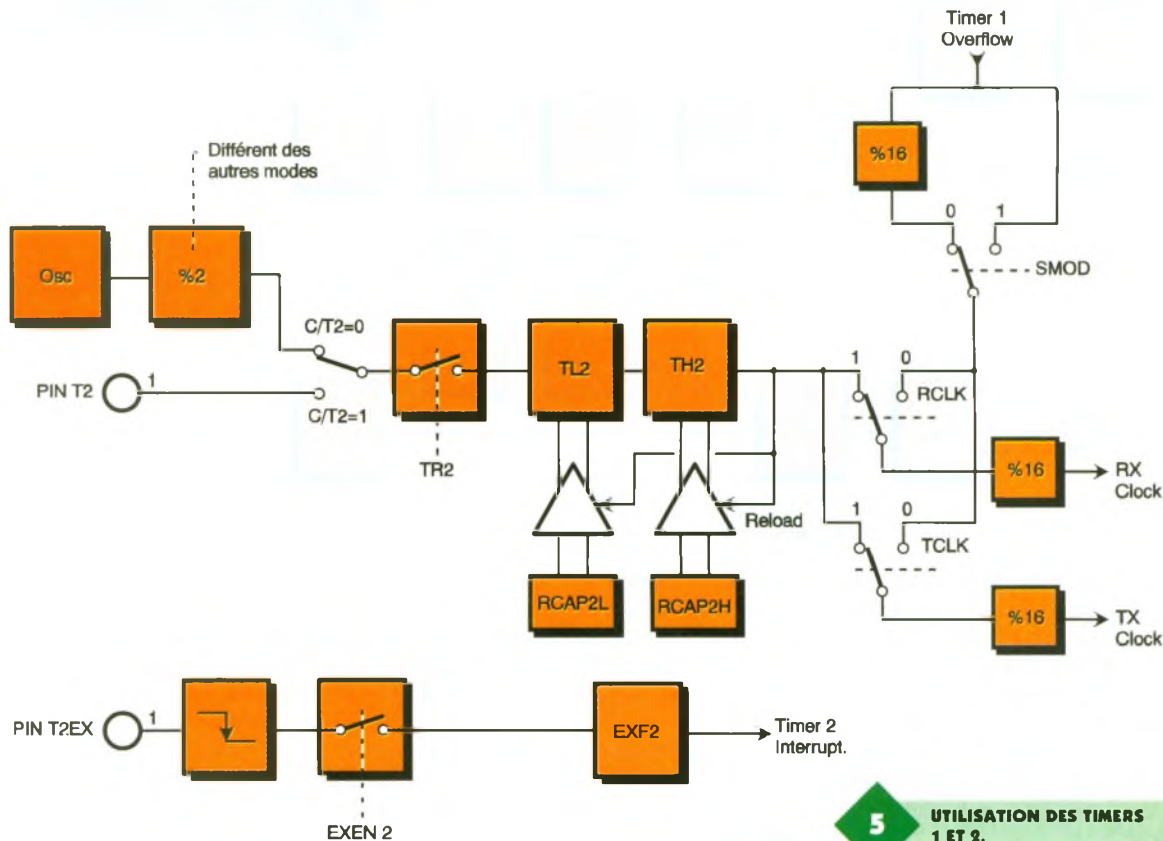 Timer 1
Overflow
%16
0 1
SMOD
Différent des
autres modes
Osc
%2
C/T2=0
PIN T2
1
C/T2=1
TR2
TL2
TH2
1 0
RCLK
%16
RX
Clock
Reload
1 0
TCLK
%16
TX
Clock
RCAP2L
RCAP2H
PIN T2EX
1
EXEN 2
EXF2
Timer 2
Interrupt.
5
UTILISATION DES TIMERS
1 ET 2.